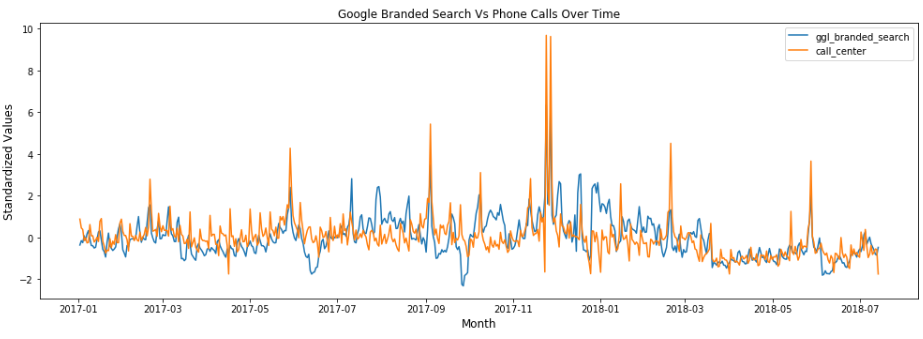 Google Branded Search Vs Phone Calls Over Time
10
8
6
4
2
0
−2
Standardized Values
ggl_branded_search
call_center
2017-01 2017-03 2017-05 2017-07 2017-09 2017-11 2018-01 2018-03 2018-05 2018-07
Month